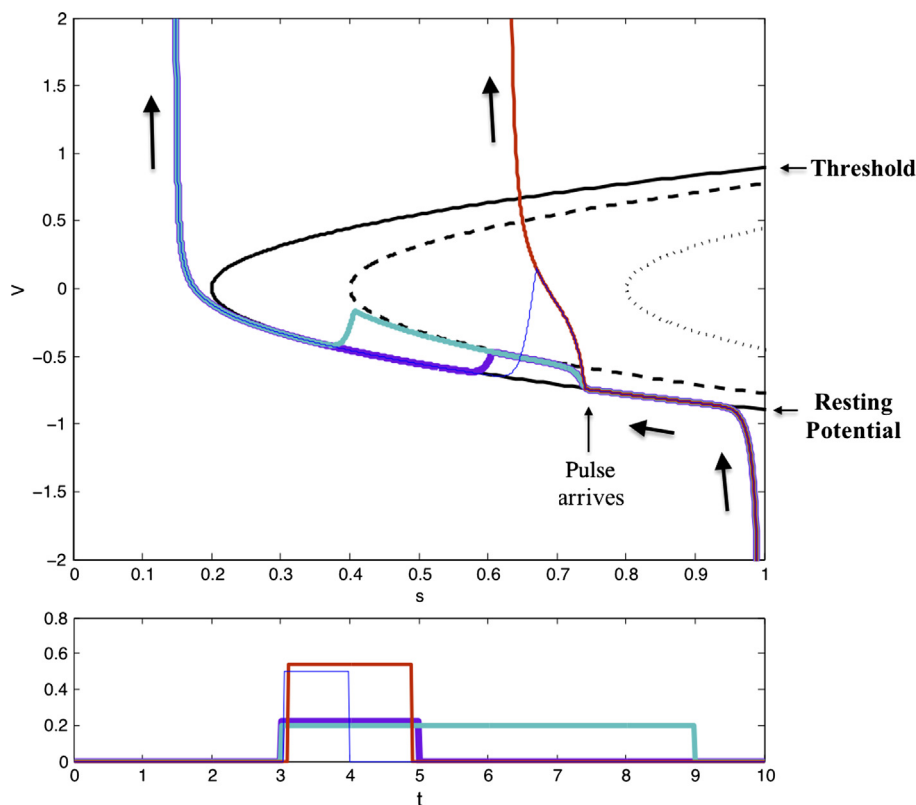 2
1.5
1
0.5
0
−0.5
−1
−1.5
−2
V
Threshold
Resting
Potential
Pulse
arrives
0 0.1 0.2 0.3 0.4 0.5 0.6 0.7 0.8 0.9 1
s
0.8
0.6
0.4
0.2
0
0 1 2 3 4 5 6 7 8 9 10
t